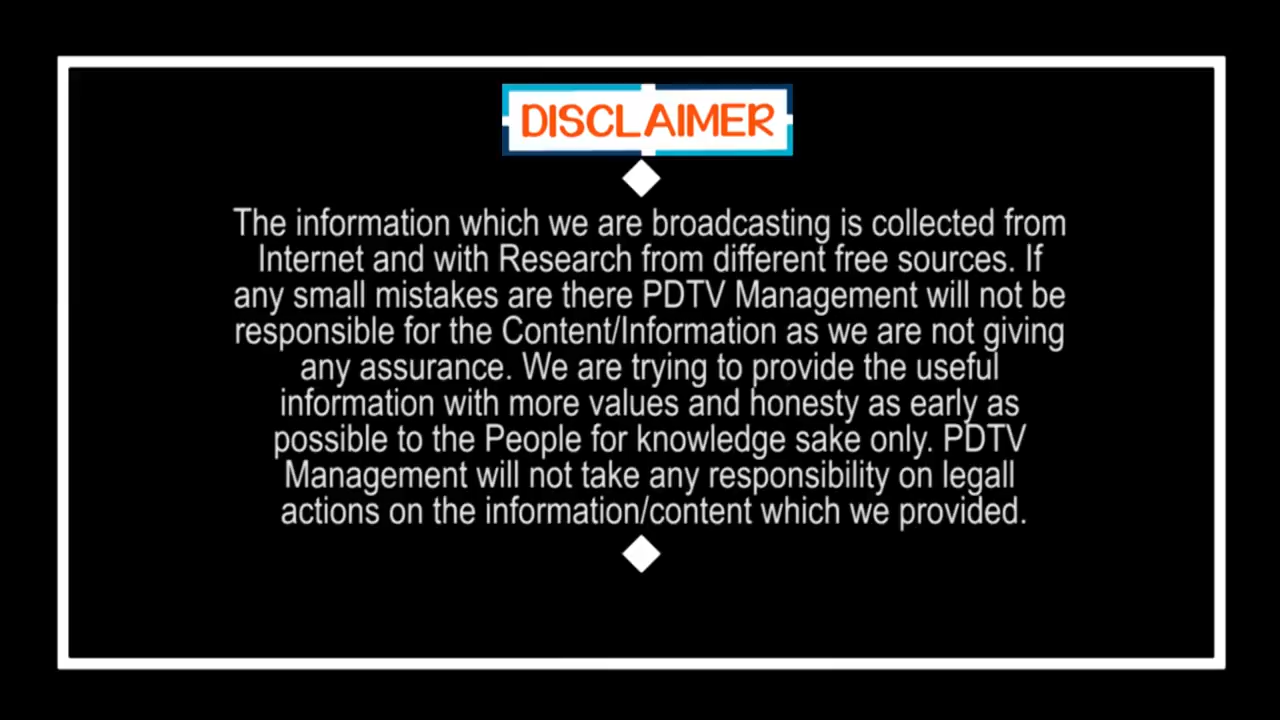 DISCLAIMER
The information which we are broadcasting is collected from
Internet and with Research from different free sources. If
any small mistakes are there PDTV Management will not be
responsible for the Content/Information as we are not giving
any assurance. We are trying to provide the useful
information with more values and honesty as early as
possible to the People for knowledge sake only. PDTV
Management will not take any responsibility on legall
actions on the information/content which we provided.